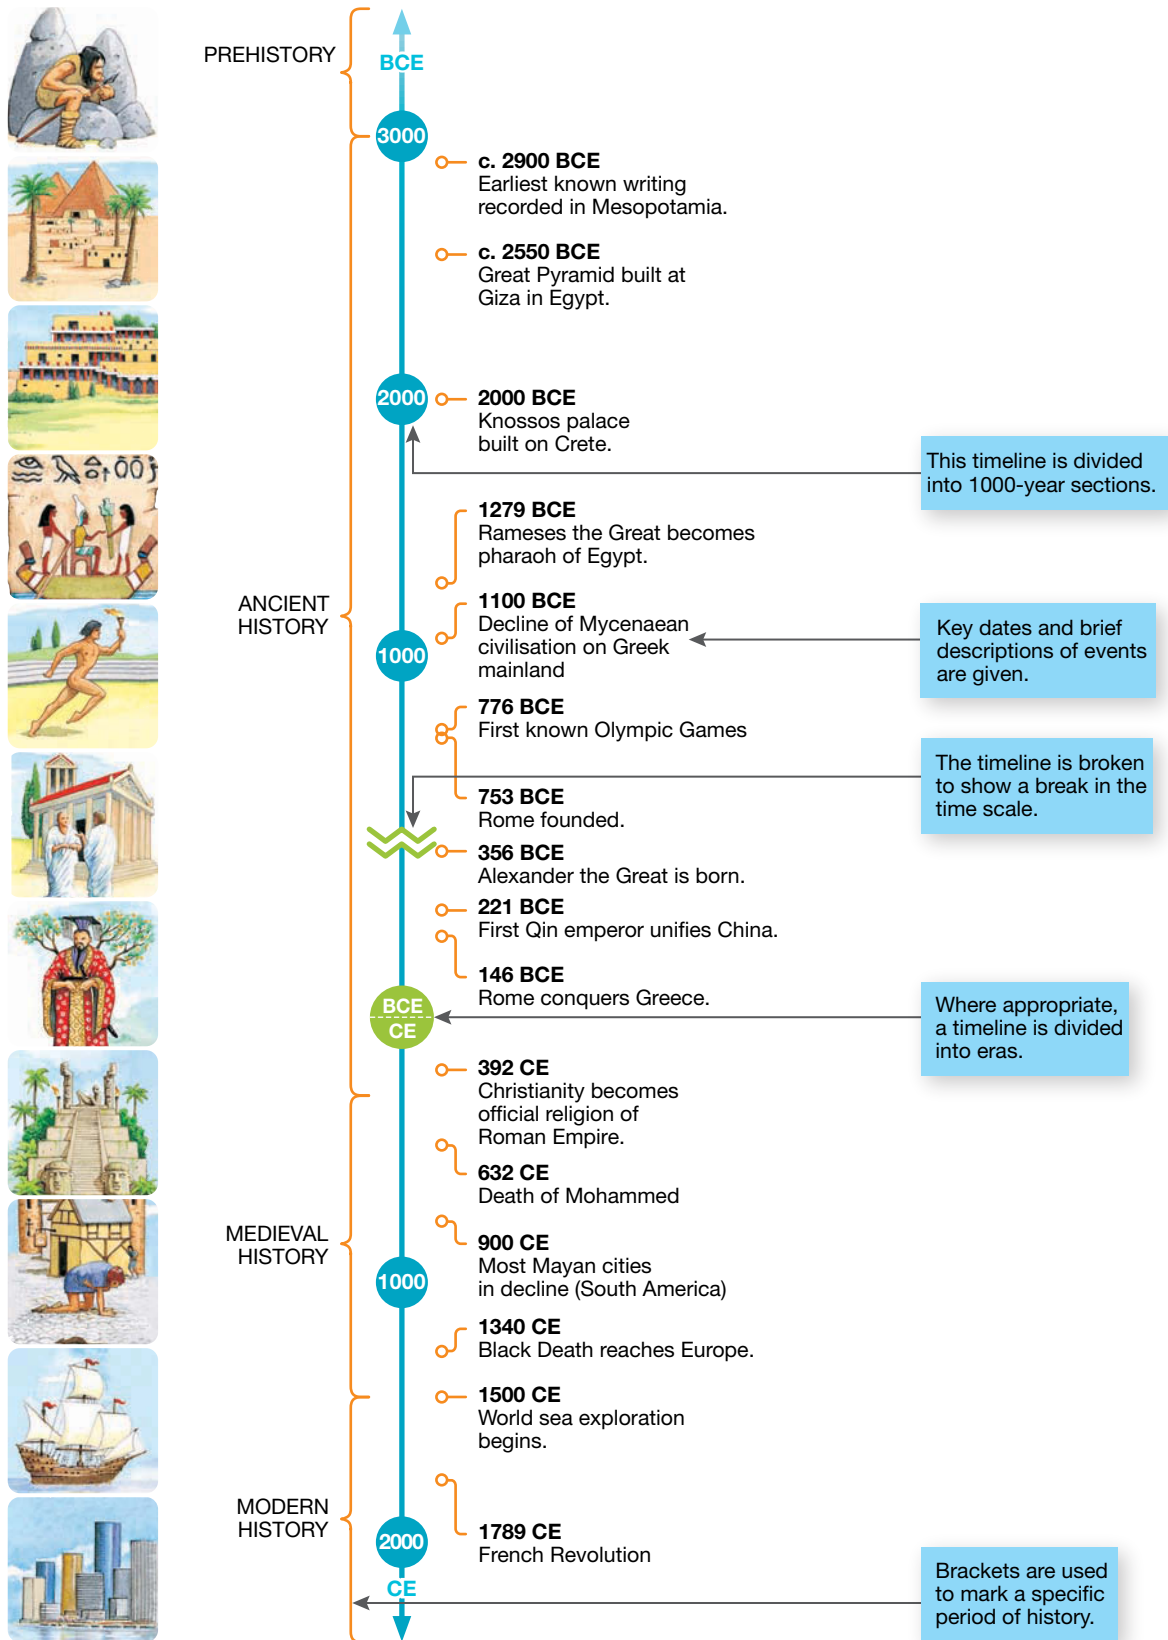 PREHISTORY
BCE
3000
c. 2900 BCE
Earliest known writing
recorded in Mesopotamia.
c. 2550 BCE
Great Pyramid built at
Giza in Egypt.
2000
2000 BCE
Knossos palace
built on Crete.
This timeline is divided
into 1000-year sections.
1279 BCE
Rameses the Great becomes
pharaoh of Egypt.
ANCIENT
HISTORY
1100 BCE
Decline of Mycenaean
civilisation on Greek
mainland
1000
Key dates and brief
descriptions of events
are given.
776 BCE
First known Olympic Games
The timeline is broken
to show a break in the
time scale.
753 BCE
Rome founded.
356 BCE
Alexander the Great is born.
221 BCE
First Qin emperor unifies China.
146 BCE
Rome conquers Greece.
BCE
CE
Where appropriate,
a timeline is divided
into eras.
392 CE
Christianity becomes
official religion of
Roman Empire.
632 CE
Death of Mohammed
MEDIEVAL
HISTORY
900 CE
Most Mayan cities
in decline (South America)
1000
1340 CE
Black Death reaches Europe.
1500 CE
World sea exploration
begins.
MODERN
HISTORY
1789 CE
French Revolution
2000
CE
Brackets are used
to mark a specific
period of history.